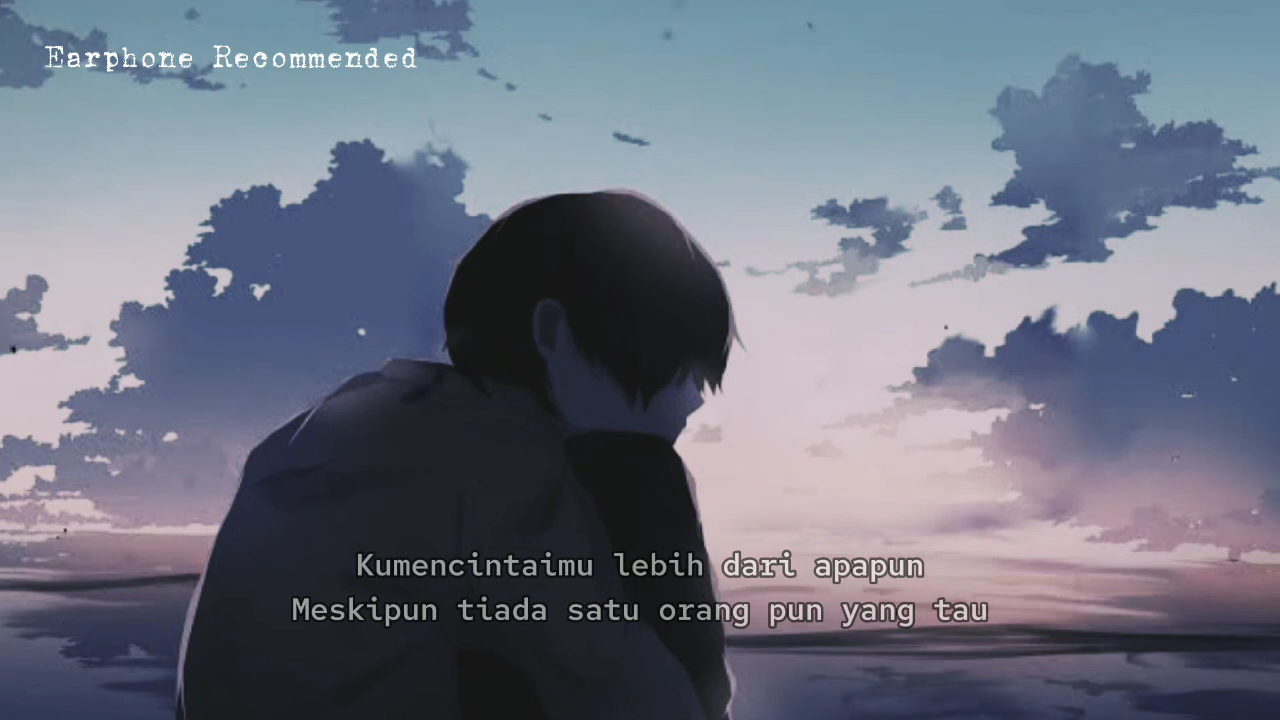 Earphone Recommended
Kumencintaimu lebih dari apapun
Meskipun tiada satu orang pun yang tau